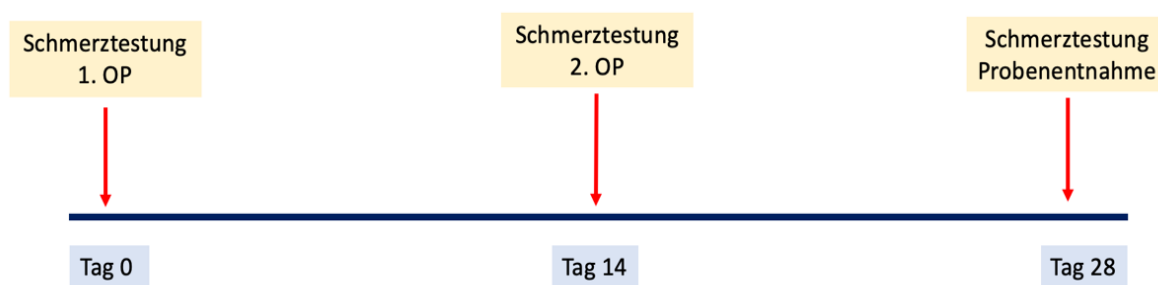 Schmerztestung
1. OP
Schmerztestung
2. OP
Schmerztestung
Probenentnahme
Tag 0
Tag 14
Tag 28